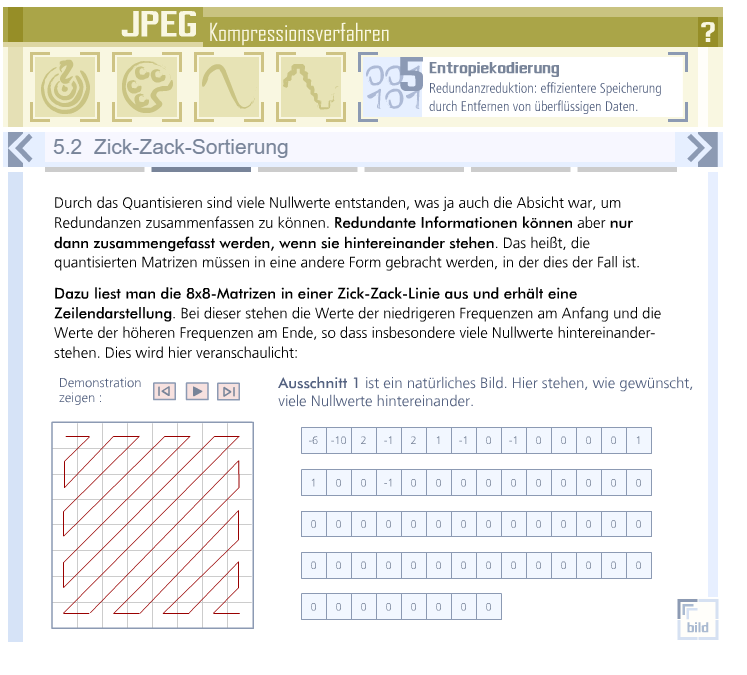 JPEG Kompressionsverfahren ?
5 Entropiekodierung
Redundanzreduktion: effizientere Speicherung
durch Entfernen von überflüssigen Daten.
5.2 Zick-Zack-Sortierung
Durch das Quantisieren sind viele Nullwerte entstanden, was ja auch die Absicht war, um
Redundanzen zusammenfassen zu können. Redundante Informationen können aber nur
dann zusammengefasst werden, wenn sie hintereinander stehen. Das heißt, die
quantisierten Matrizen müssen in eine andere Form gebracht werden, in der dies der Fall ist.
Dazu liest man die 8x8-Matrizen in einer Zick-Zack-Linie aus und erhält eine
Zeilendarstellung. Bei dieser stehen die Werte der niedrigeren Frequenzen am Anfang und die
Werte der höheren Frequenzen am Ende, so dass insbesondere viele Nullwerte hintereinander-
stehen. Dies wird hier veranschaulicht:
Demonstration
zeigen :
Ausschnitt 1 ist ein natürliches Bild. Hier stehen, wie gewünscht,
viele Nullwerte hintereinander.
-6 -10 2 -1 2 1 -1 0 -1 0 0 0 0 1
1 0 0 -1 0 0 0 0 0 0 0 0 0 0
0 0 0 0 0 0 0 0 0 0 0 0 0 0
0 0 0 0 0 0 0 0 0 0 0 0 0 0
0 0 0 0 0 0 0 0
bild